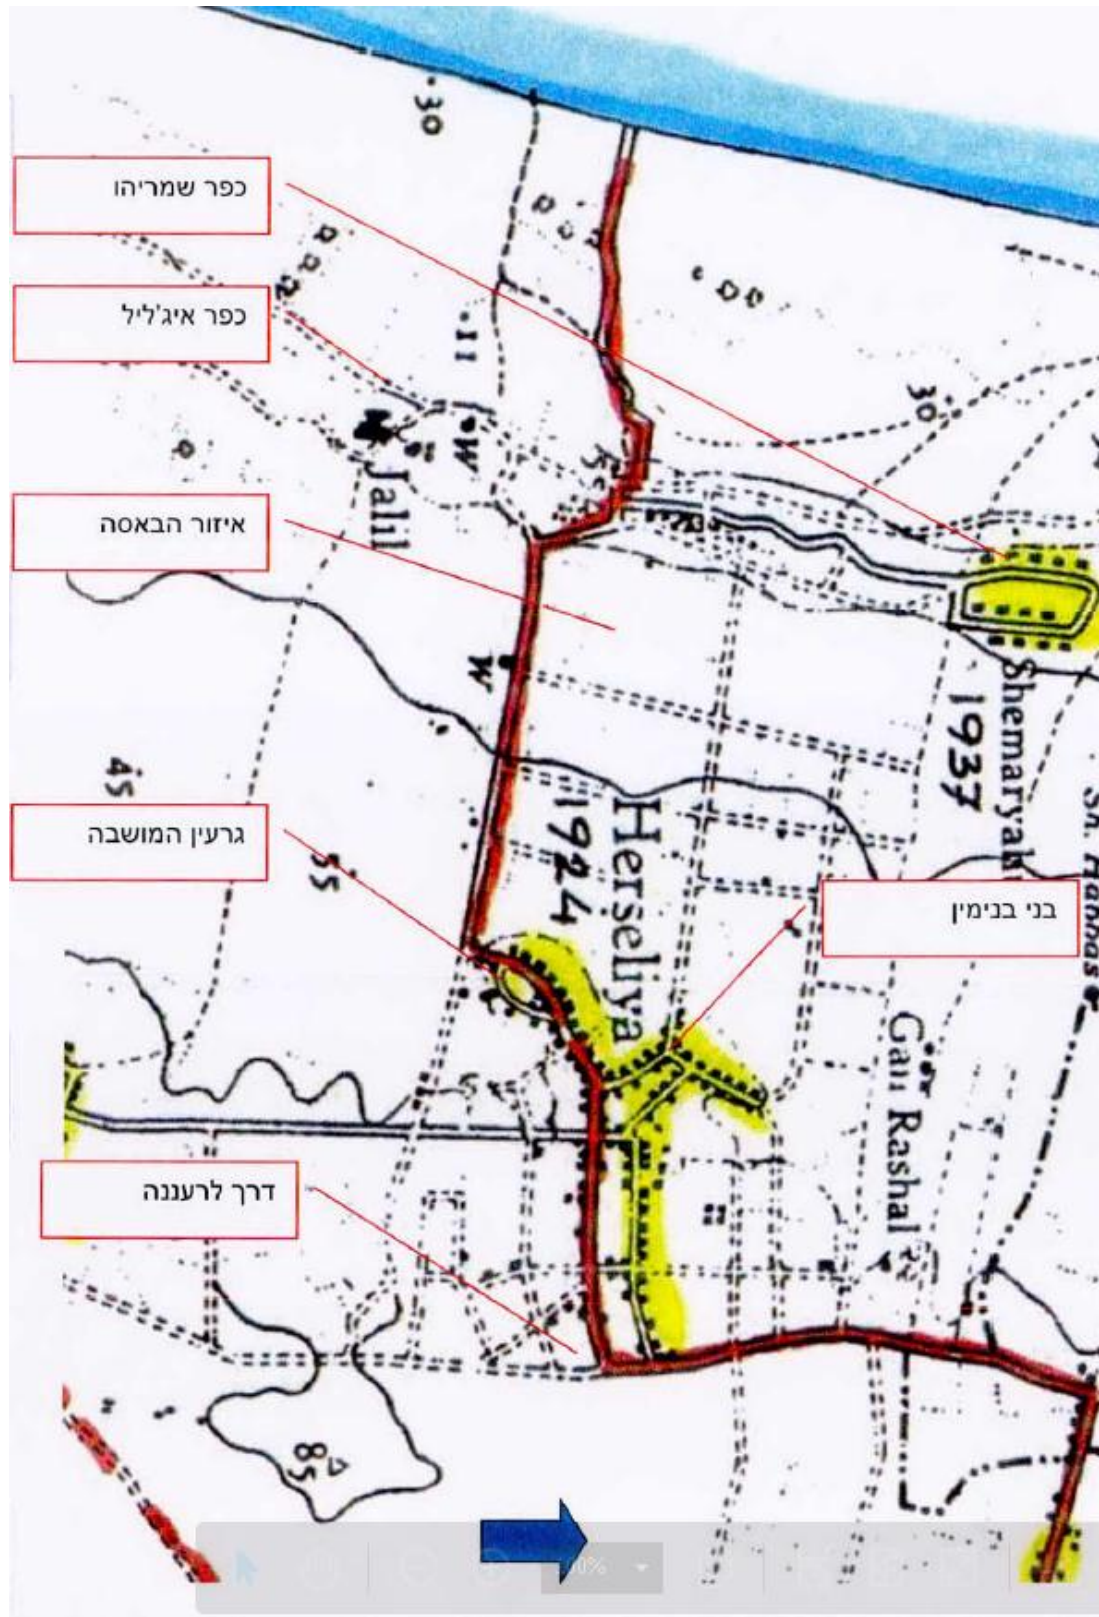 30
כפר שמריהו
כפר איג'ליל
11
30
W
Jalil
איזור הבאסה
W
Shemaryahu
1937
45
גרעין המושבה
55
Herseliya
1924
בני בנימין
Gan Rashal
דרך לרעננה
85